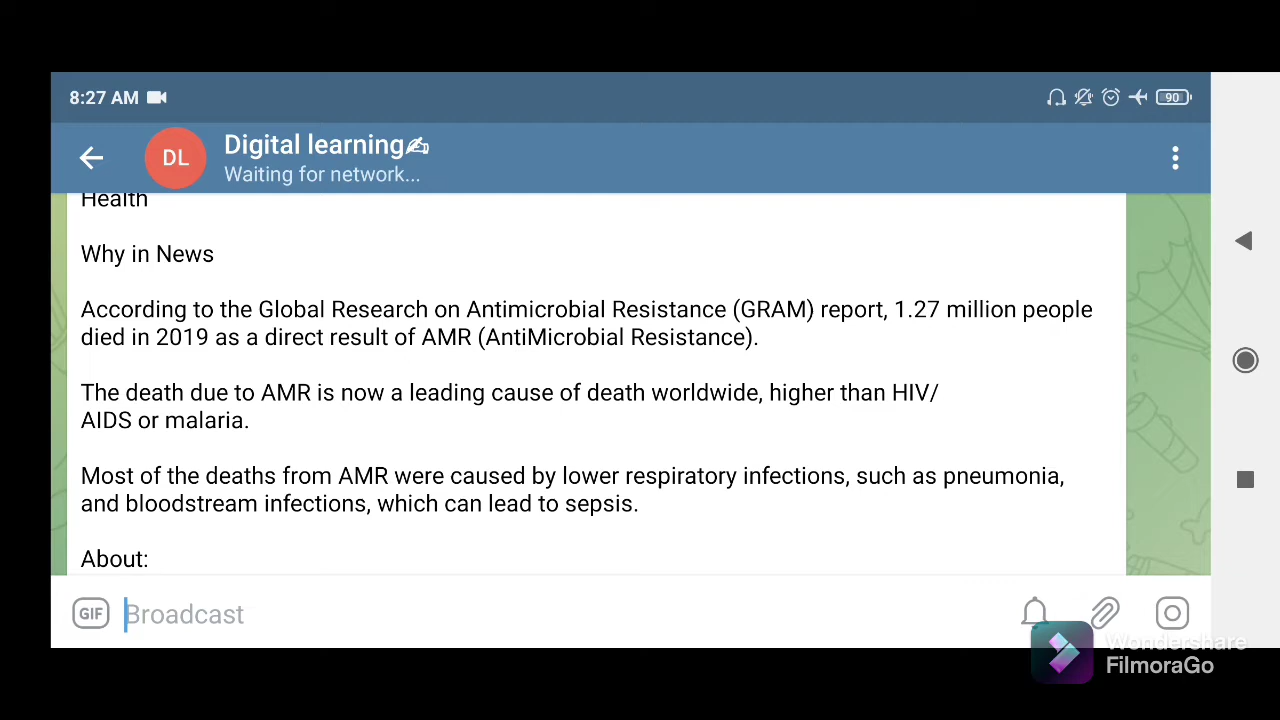 8:27 AM
90
DL
Digital learning✍
Waiting for network...
Health
Why in News
According to the Global Research on Antimicrobial Resistance (GRAM) report, 1.27 million people
died in 2019 as a direct result of AMR (AntiMicrobial Resistance).
The death due to AMR is now a leading cause of death worldwide, higher than HIV/
AIDS or malaria.
Most of the deaths from AMR were caused by lower respiratory infections, such as pneumonia,
and bloodstream infections, which can lead to sepsis.
About:
GIF
Broadcast
Wondershare
FilmoraGo